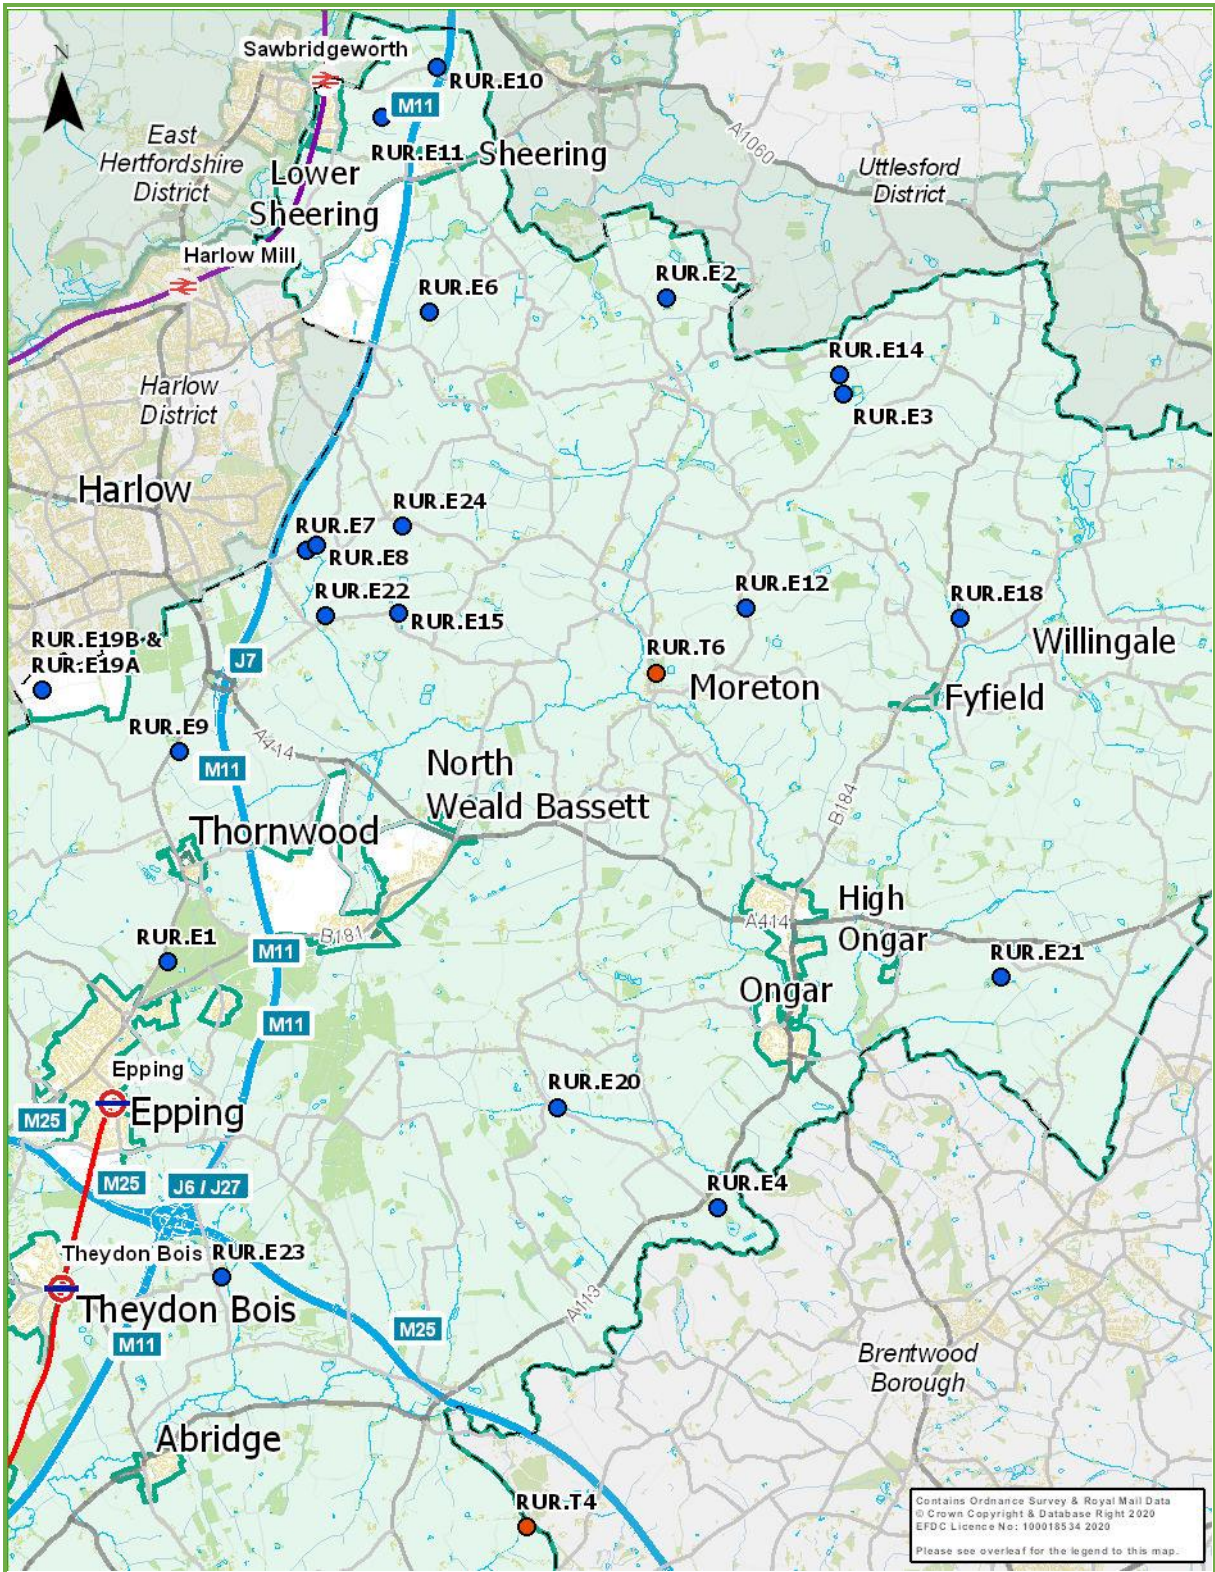 N
Sawbridgeworth
RUR.E10
M11
East
Hertfordshire
District
RUR.E11
Sheering
A1060
Lower
Sheering
Uttlesford
District
Harlow Mill
RUR.E6
RUR.E2
RUR.E14
RUR.E3
Harlow
District
Harlow
RUR.E24
RUR.E7
RUR.E8
RUR.E22
RUR.E15
RUR.E12
RUR.E18
RUR.E19B &
RUR.E19A
J7
RUR.T6
Willingale
Moreton
Fyfield
RUR.E9
A414
M11
North
Weald Bassett
B184
Thornwood
High
Ongar
A414
RUR.E1
B181
M11
RUR.E21
Ongar
M11
Epping
RUR.E20
M25
Epping
M25
J6 / J27
RUR.E4
Theydon Bois
RUR.E23
Theydon Bois
A113
M11
M25
Brentwood
Borough
Abridge
RUR.T4
Contains Ordnance Survey & Royal Mail Data
© Crown Copyright & Database Right 2020
EFDC Licence No: 100018534 2020
Please see overleaf for the legend to this map.